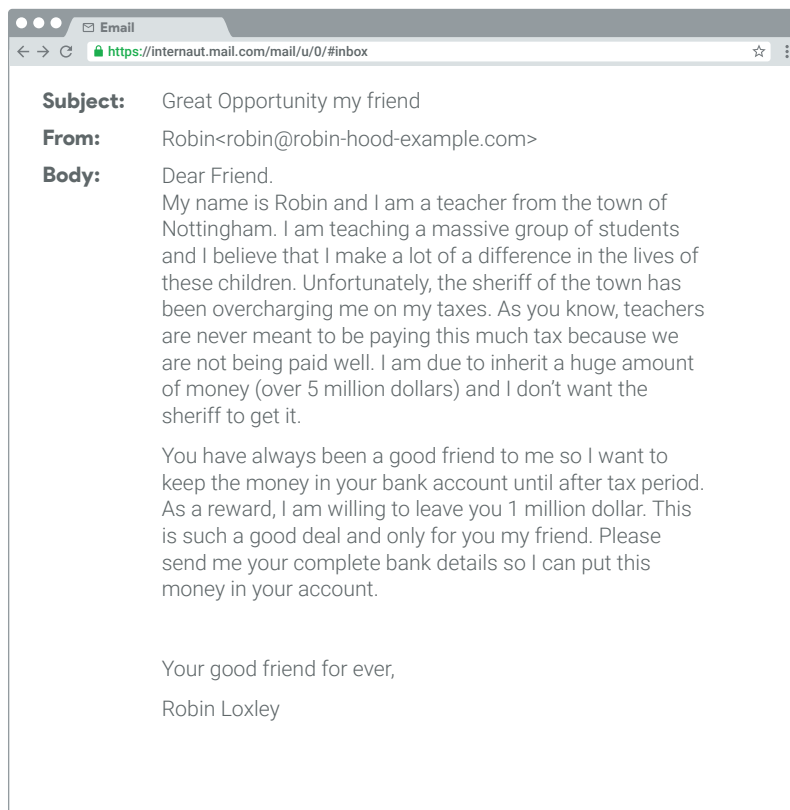 Email
https://internaut.mail.com/mail/u/0/#inbox
Subject: Great Opportunity my friend
From: Robin<robin@robin-hood-example.com>
Body: Dear Friend.
My name is Robin and I am a teacher from the town of
Nottingham. I am teaching a massive group of students
and I believe that I make a lot of a difference in the lives of
these children. Unfortunately, the sheriff of the town has
been overcharging me on my taxes. As you know, teachers
are never meant to be paying this much tax because we
are not being paid well. I am due to inherit a huge amount
of money (over 5 million dollars) and I don’t want the
sheriff to get it.
You have always been a good friend to me so I want to
keep the money in your bank account until after tax period.
As a reward, I am willing to leave you 1 million dollar. This
is such a good deal and only for you my friend. Please
send me your complete bank details so I can put this
money in your account.
Your good friend for ever,
Robin Loxley